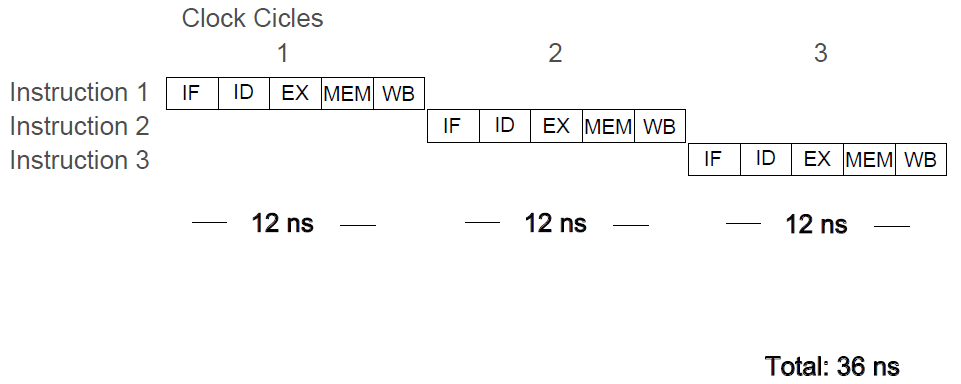 Clock Cicles
1 2 3
Instruction 1 IF ID EX MEM WB
Instruction 2 IF ID EX MEM WB
Instruction 3 IF ID EX MEM WB
12 ns 12 ns 12 ns
Total: 36 ns